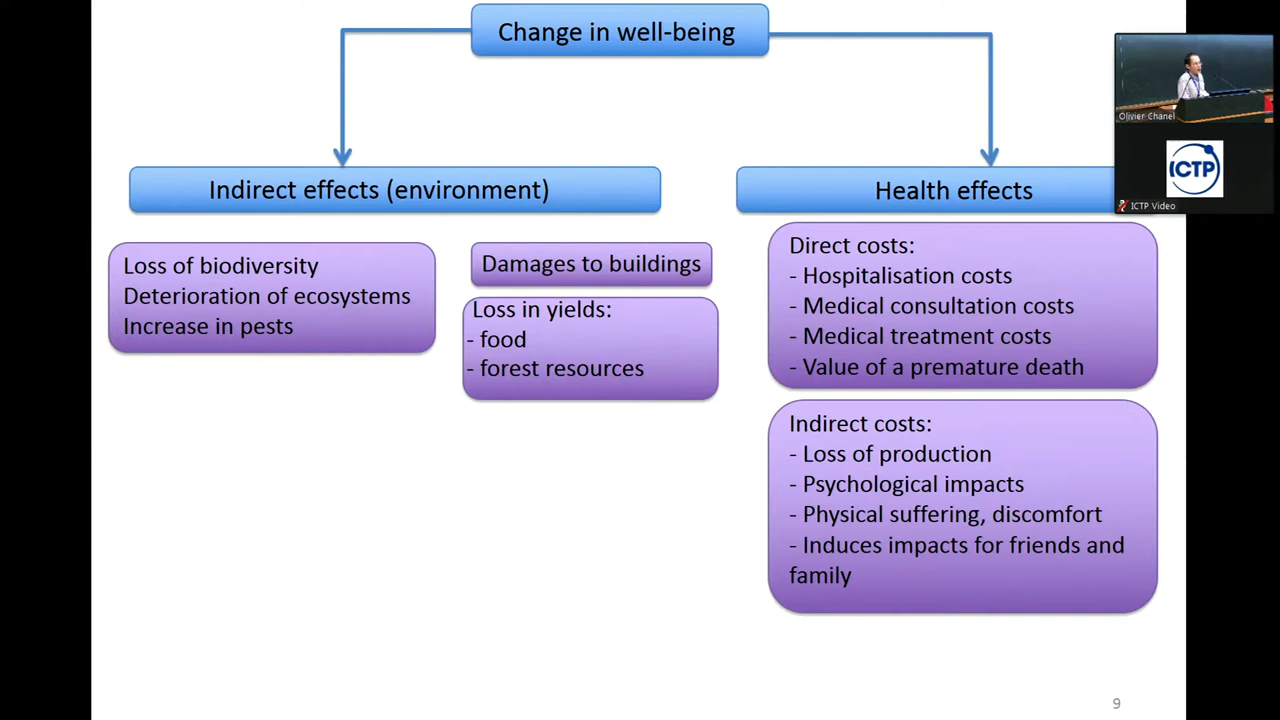 Change in well-being
Olivier Chanel
ICTP
ICTP Video
Indirect effects (environment)
Health effects
Loss of biodiversity
Deterioration of ecosystems
Increase in pests
Damages to buildings
Loss in yields:
- food
- forest resources
Direct costs:
- Hospitalisation costs
- Medical consultation costs
- Medical treatment costs
- Value of a premature death
Indirect costs:
- Loss of production
- Psychological impacts
- Physical suffering, discomfort
- Induces impacts for friends and
family
9